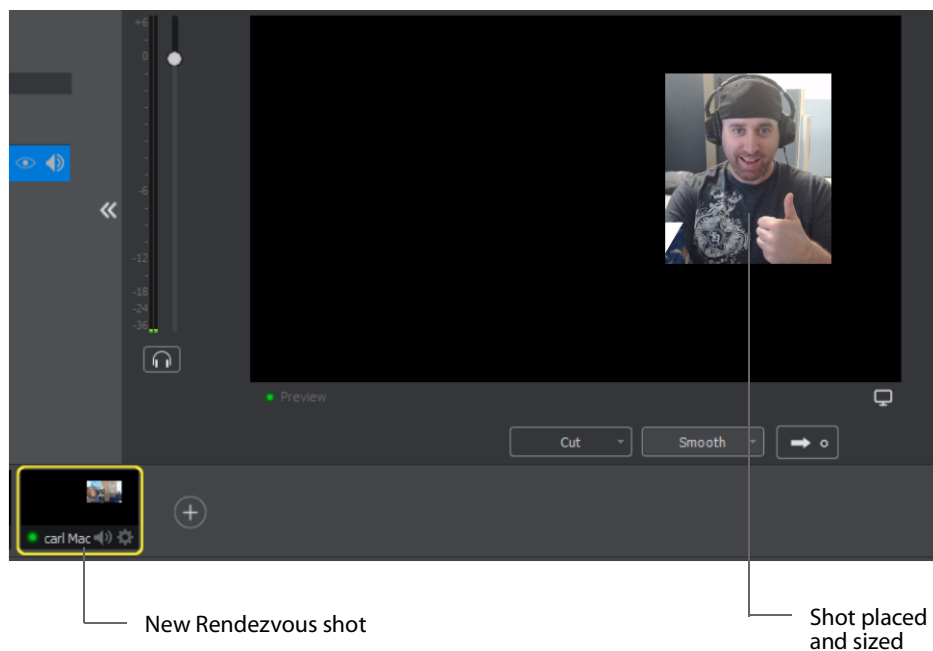 +6
0
-6
-12
-18
-24
-36
Preview
Cut
Smooth
carl Mac
New Rendezvous shot
Shot placed
and sized